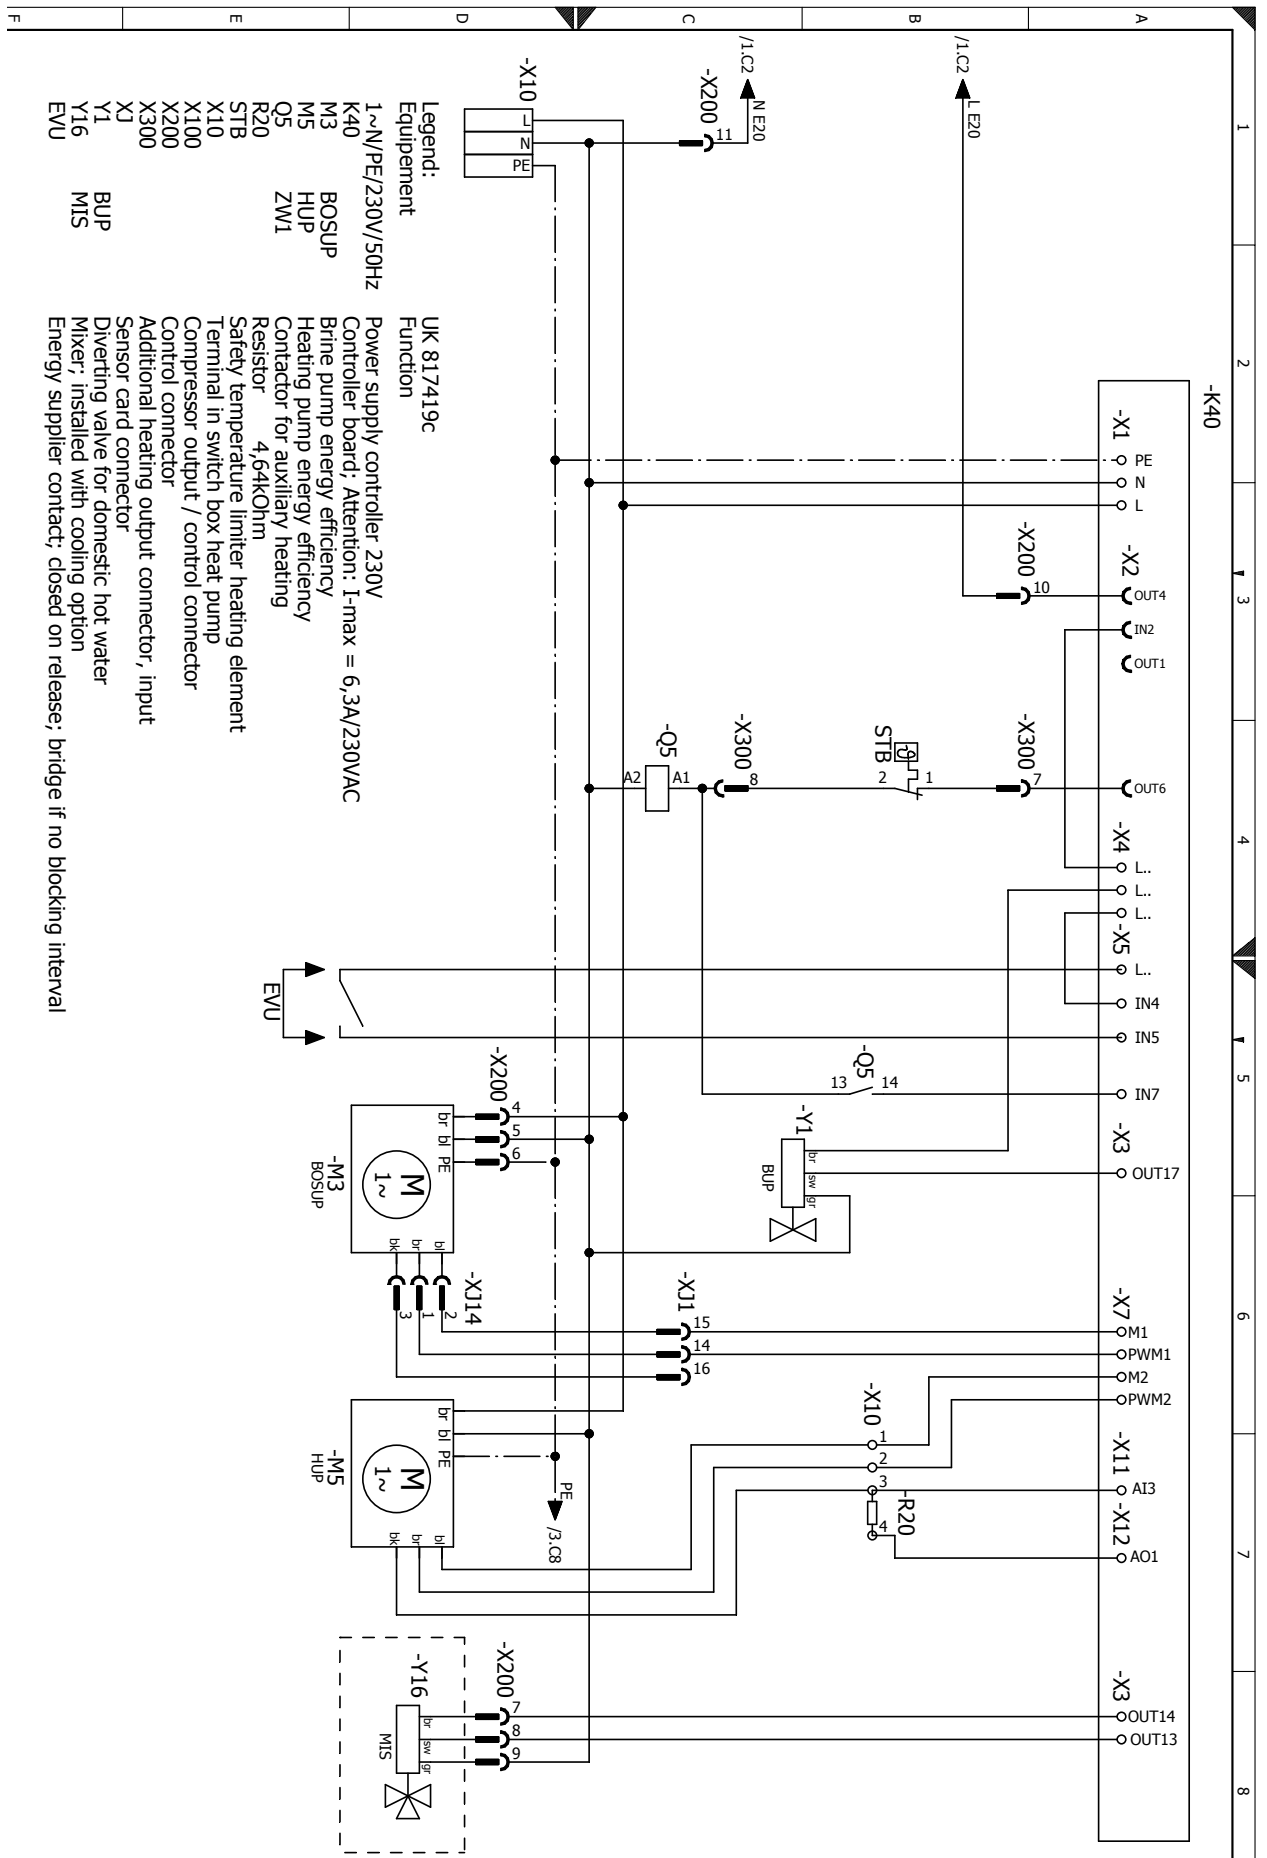 1
2
3
4
5
6
7
8
A
B
C
D
E
F
-K40
-X1
PE
N
L
-X2
OUT4
IN2
OUT1
OUT6
-X4
L..
L..
L..
-X5
L..
IN4
IN5
IN7
-X3
OUT17
-X7
M1
PWM1
M2
PWM2
-X11
AI3
-X12
AO1
-X3
OUT14
OUT13
/1.C2
L E20
-X200
10
-X300
7
STB
1
2
-X300
8
-Q5
A1
A2
-Q5
13
14
-Y1
BUP
br
sw
gr
/1.C2
N E20
-X200
11
-X10
L
N
PE
EVU
-X200
4
5
6
br
bl
PE
M
1~
-M3
BOSUP
bk
br
bl
-XJ14
3
1
2
-XJ1
15
14
16
-X10
1
2
3
4
-R20
br
bl
PE
M
1~
-M5
HUP
bk
br
bl
PE
/3.C8
-X200
7
8
9
-Y16
MIS
br
sw
gr
Legend: UK 817419c
Equipement Function
1~N/PE/230V/50Hz Power supply controller 230V
K40 Controller board; Attention: I-max = 6,3A/230VAC
M3 BOSUP Brine pump energy efficiency
M5 HUP Heating pump energy efficiency
Q5 ZW1 Contactor for auxiliary heating
R20 Resistor 4,64kOhm
STB Safety temperature limiter heating element
X10 Terminal in switch box heat pump
X100 Compressor output / control connector
X200 Control connector
X300 Additional heating output connector, input
XJ Sensor card connector
Y1 BUP Diverting valve for domestic hot water
Y16 MIS Mixer; installed with cooling option
EVU Energy supplier contact; closed on release; bridge if no blocking interval